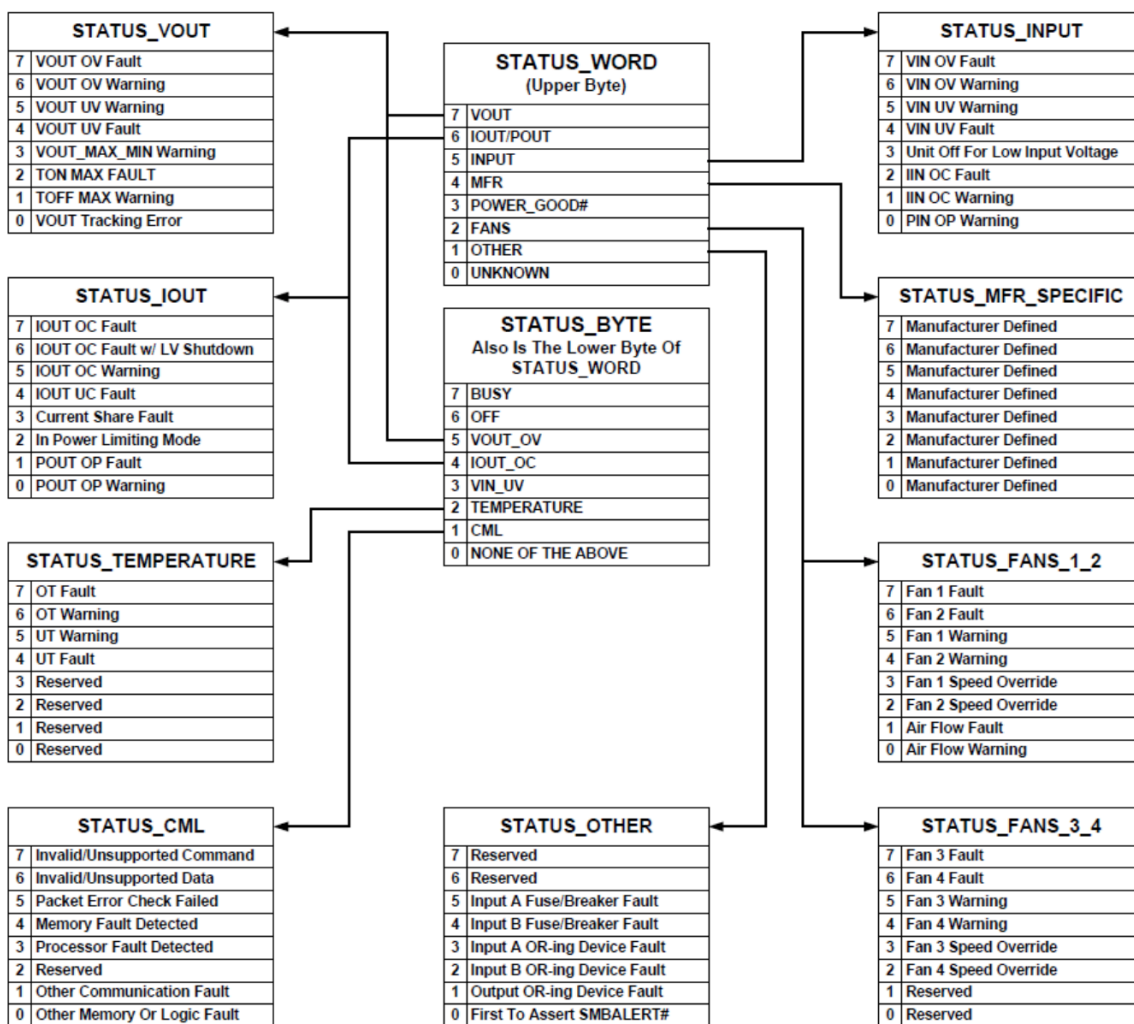 STATUS_VOUT
7 VOUT OV Fault
6 VOUT OV Warning
5 VOUT UV Warning
4 VOUT UV Fault
3 VOUT_MAX_MIN Warning
2 TON MAX FAULT
1 TOFF MAX Warning
0 VOUT Tracking Error
STATUS_IOUT
7 IOUT OC Fault
6 IOUT OC Fault w/ LV Shutdown
5 IOUT OC Warning
4 IOUT UC Fault
3 Current Share Fault
2 In Power Limiting Mode
1 POUT OP Fault
0 POUT OP Warning
STATUS_TEMPERATURE
7 OT Fault
6 OT Warning
5 UT Warning
4 UT Fault
3 Reserved
2 Reserved
1 Reserved
0 Reserved
STATUS_CML
7 Invalid/Unsupported Command
6 Invalid/Unsupported Data
5 Packet Error Check Failed
4 Memory Fault Detected
3 Processor Fault Detected
2 Reserved
1 Other Communication Fault
0 Other Memory Or Logic Fault
STATUS_WORD
(Upper Byte)
7 VOUT
6 IOUT/POUT
5 INPUT
4 MFR
3 POWER_GOOD#
2 FANS
1 OTHER
0 UNKNOWN
STATUS_BYTE
Also Is The Lower Byte Of
STATUS_WORD
7 BUSY
6 OFF
5 VOUT_OV
4 IOUT_OC
3 VIN_UV
2 TEMPERATURE
1 CML
0 NONE OF THE ABOVE
STATUS_OTHER
7 Reserved
6 Reserved
5 Input A Fuse/Breaker Fault
4 Input B Fuse/Breaker Fault
3 Input A OR-ing Device Fault
2 Input B OR-ing Device Fault
1 Output OR-ing Device Fault
0 First To Assert SMBALERT#
STATUS_INPUT
7 VIN OV Fault
6 VIN OV Warning
5 VIN UV Warning
4 VIN UV Fault
3 Unit Off For Low Input Voltage
2 IIN OC Fault
1 IIN OC Warning
0 PIN OP Warning
STATUS_MFR_SPECIFIC
7 Manufacturer Defined
6 Manufacturer Defined
5 Manufacturer Defined
4 Manufacturer Defined
3 Manufacturer Defined
2 Manufacturer Defined
1 Manufacturer Defined
0 Manufacturer Defined
STATUS_FANS_1_2
7 Fan 1 Fault
6 Fan 2 Fault
5 Fan 1 Warning
4 Fan 2 Warning
3 Fan 1 Speed Override
2 Fan 2 Speed Override
1 Air Flow Fault
0 Air Flow Warning
STATUS_FANS_3_4
7 Fan 3 Fault
6 Fan 4 Fault
5 Fan 3 Warning
4 Fan 4 Warning
3 Fan 3 Speed Override
2 Fan 4 Speed Override
1 Reserved
0 Reserved